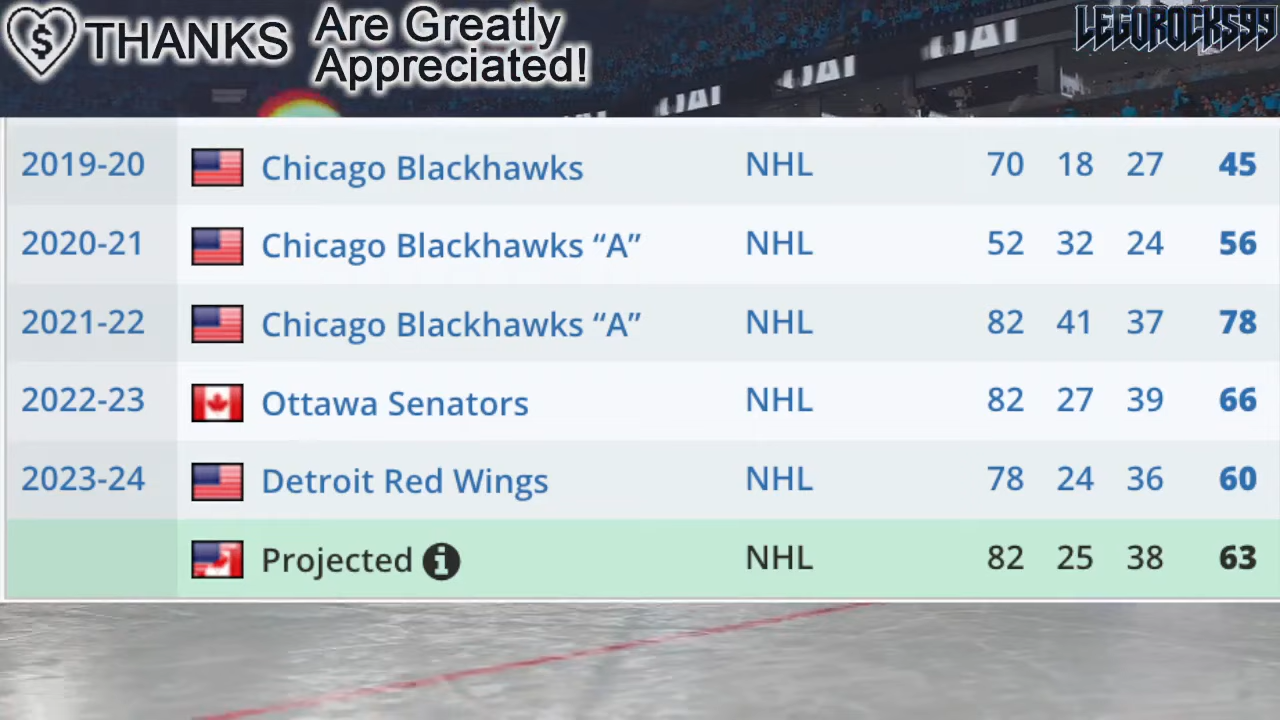 THANKS Are Greatly
Appreciated!
LEGOROCKS99
UAI UAI UAI
2019-20 Chicago Blackhawks NHL 70 18 27 45
2020-21 Chicago Blackhawks “A” NHL 52 32 24 56
2021-22 Chicago Blackhawks “A” NHL 82 41 37 78
2022-23 Ottawa Senators NHL 82 27 39 66
2023-24 Detroit Red Wings NHL 78 24 36 60
Projected NHL 82 25 38 63